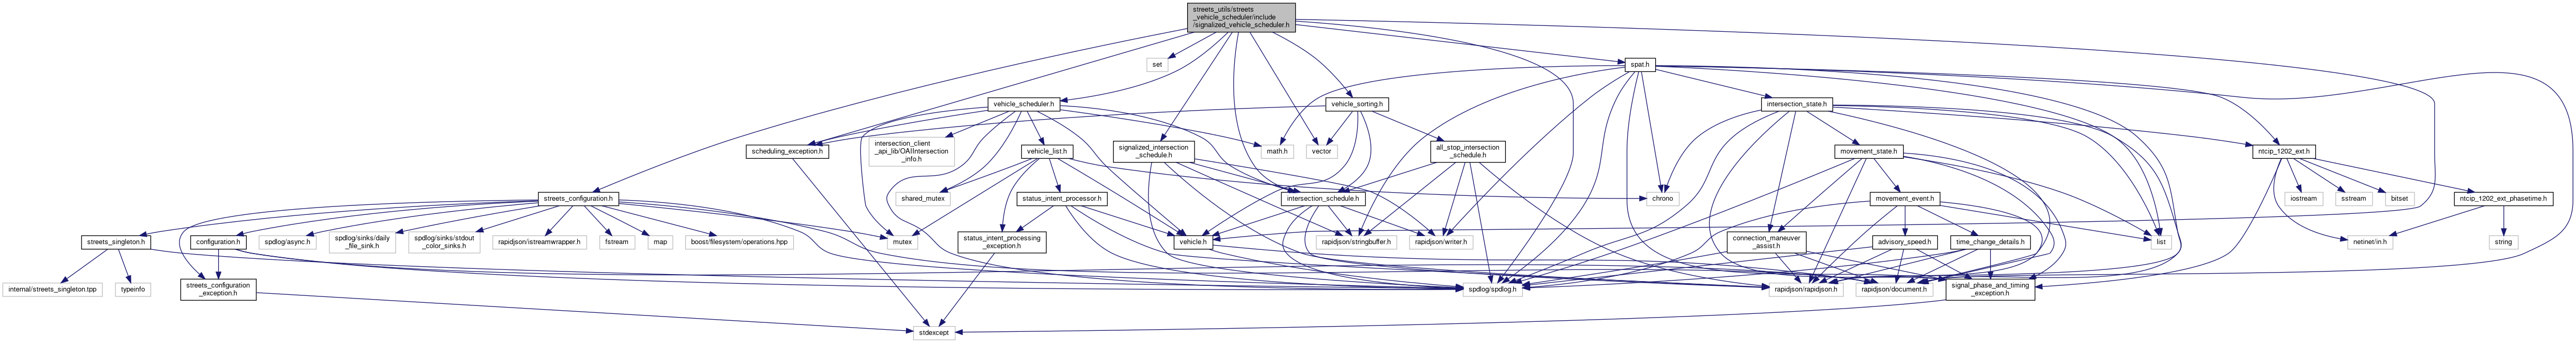 streets_utils/streets
_vehicle_scheduler/include
/signalized_vehicle_scheduler.h
set
spat.h
vehicle_scheduler.h
vehicle_sorting.h
intersection_state.h
scheduling_exception.h
intersection_client
_api_lib/OAIIntersection
_info.h
vehicle_list.h
signalized_intersection
_schedule.h
math.h
vector
all_stop_intersection
_schedule.h
movement_state.h
ntcip_1202_ext.h
streets_configuration.h
shared_mutex
status_intent_processor.h
intersection_schedule.h
chrono
movement_event.h
iostream
sstream
bitset
ntcip_1202_ext_phasetime.h
streets_singleton.h
configuration.h
spdlog/async.h
spdlog/sinks/daily
_file_sink.h
spdlog/sinks/stdout
_color_sinks.h
rapidjson/istreamwrapper.h
fstream
map
boost/filesystem/operations.hpp
mutex
status_intent_processing
_exception.h
vehicle.h
rapidjson/stringbuffer.h
rapidjson/writer.h
connection_maneuver
_assist.h
advisory_speed.h
time_change_details.h
list
netinet/in.h
string
internal/streets_singleton.tpp
typeinfo
streets_configuration
_exception.h
spdlog/spdlog.h
rapidjson/rapidjson.h
rapidjson/document.h
signal_phase_and_timing
_exception.h
stdexcept